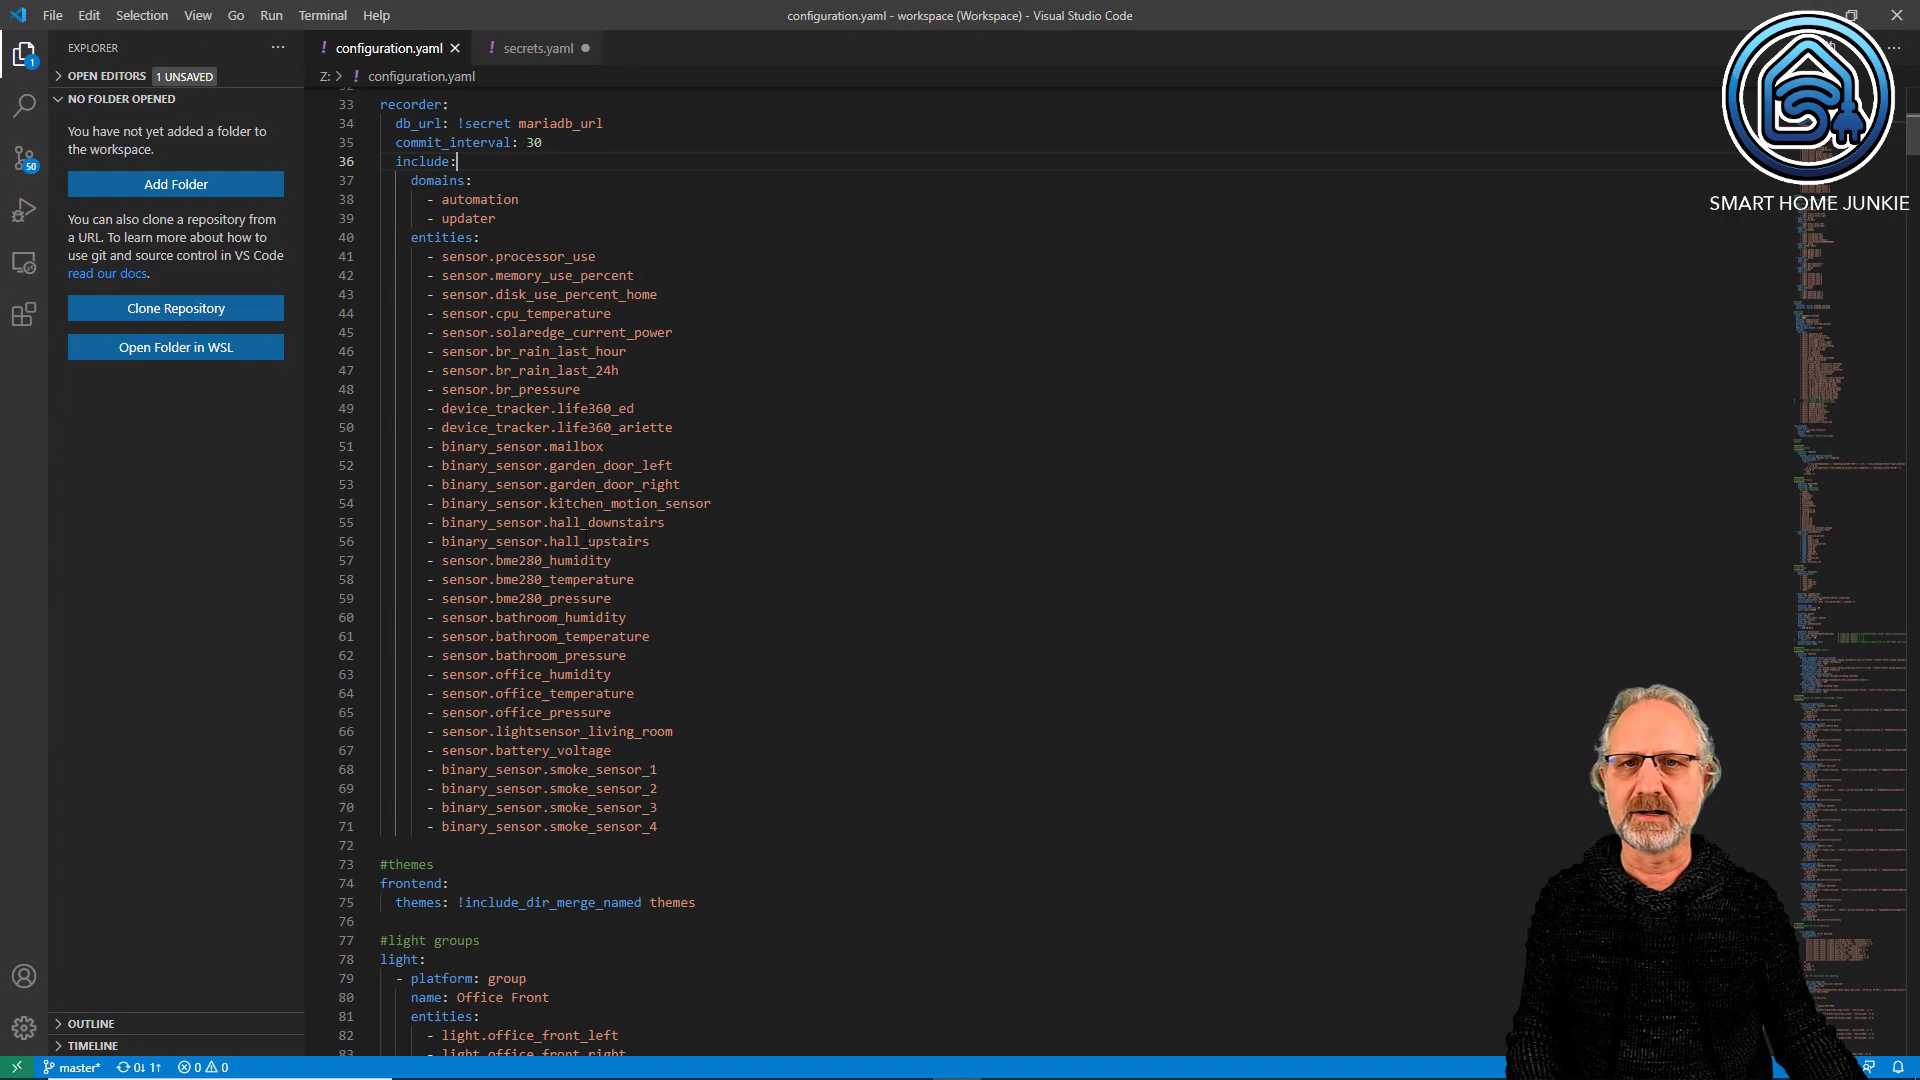 File Edit Selection View Go Run Terminal Help
configuration.yaml - workspace (Workspace) - Visual Studio Code
EXPLORER
configuration.yaml
secrets.yaml
OPEN EDITORS 1 UNSAVED
Z: > ! configuration.yaml
NO FOLDER OPENED
You have not yet added a folder to
the workspace.
Add Folder
You can also clone a repository from
a URL. To learn more about how to
use git and source control in VS Code
read our docs.
Clone Repository
Open Folder in WSL
1
50
33 recorder:
34 db_url: !secret mariadb_url
35 commit_interval: 30
36 include:
37 domains:
38 - automation
39 - updater
40 entities:
41 - sensor.processor_use
42 - sensor.memory_use_percent
43 - sensor.disk_use_percent_home
44 - sensor.cpu_temperature
45 - sensor.solaredge_current_power
46 - sensor.br_rain_last_hour
47 - sensor.br_rain_last_24h
48 - sensor.br_pressure
49 - device_tracker.life360_ed
50 - device_tracker.life360_ariette
51 - binary_sensor.mailbox
52 - binary_sensor.garden_door_left
53 - binary_sensor.garden_door_right
54 - binary_sensor.kitchen_motion_sensor
55 - binary_sensor.hall_downstairs
56 - binary_sensor.hall_upstairs
57 - sensor.bme280_humidity
58 - sensor.bme280_temperature
59 - sensor.bme280_pressure
60 - sensor.bathroom_humidity
61 - sensor.bathroom_temperature
62 - sensor.bathroom_pressure
63 - sensor.office_humidity
64 - sensor.office_temperature
65 - sensor.office_pressure
66 - sensor.lightsensor_living_room
67 - sensor.battery_voltage
68 - binary_sensor.smoke_sensor_1
69 - binary_sensor.smoke_sensor_2
70 - binary_sensor.smoke_sensor_3
71 - binary_sensor.smoke_sensor_4
72
73 #themes
74 frontend:
75 themes: !include_dir_merge_named themes
76
77 #light groups
78 light:
79 - platform: group
80 name: Office Front
81 entities:
82 - light.office_front_left
83 - light.office_front_right
SMART HOME JUNKIE
OUTLINE
TIMELINE
master* 0↓ 1↑ 0 0